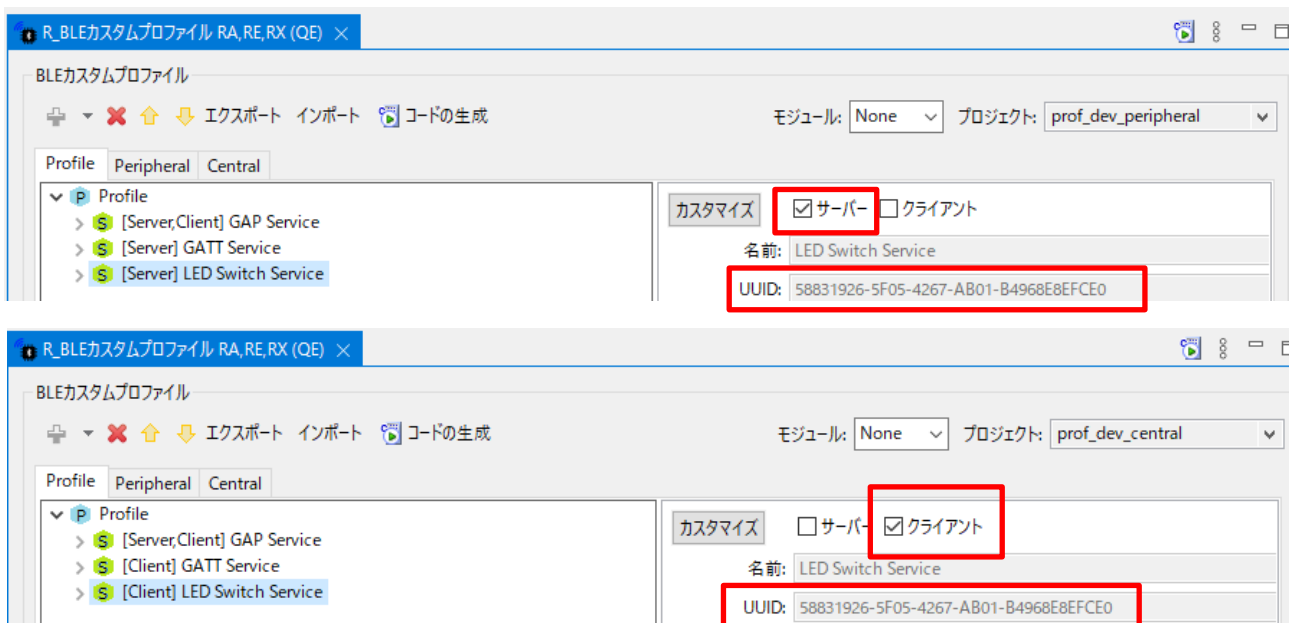 R_BLEカスタムプロファイル RA,RE,RX (QE)
BLEカスタムプロファイル
エクスポート インポート コードの生成 モジュール: None プロジェクト: prof_dev_peripheral
Profile Peripheral Central
Profile
[Server,Client] GAP Service
[Server] GATT Service
[Server] LED Switch Service
カスタマイズ サーバー クライアント
名前: LED Switch Service
UUID: 58831926-5F05-4267-AB01-B4968E8EFCE0
R_BLEカスタムプロファイル RA,RE,RX (QE)
BLEカスタムプロファイル
エクスポート インポート コードの生成 モジュール: None プロジェクト: prof_dev_central
Profile Peripheral Central
Profile
[Server,Client] GAP Service
[Client] GATT Service
[Client] LED Switch Service
カスタマイズ サーバー クライアント
名前: LED Switch Service
UUID: 58831926-5F05-4267-AB01-B4968E8EFCE0